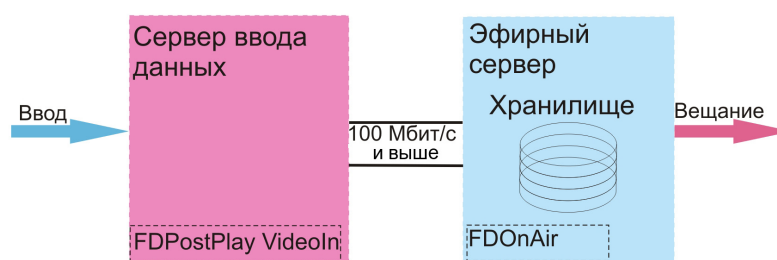 Ввод
Сервер ввода
данных
FDPostPlay VideoIn
100 Мбит/с
и выше
Эфирный
сервер
Хранилище
FDOnAir
Вещание